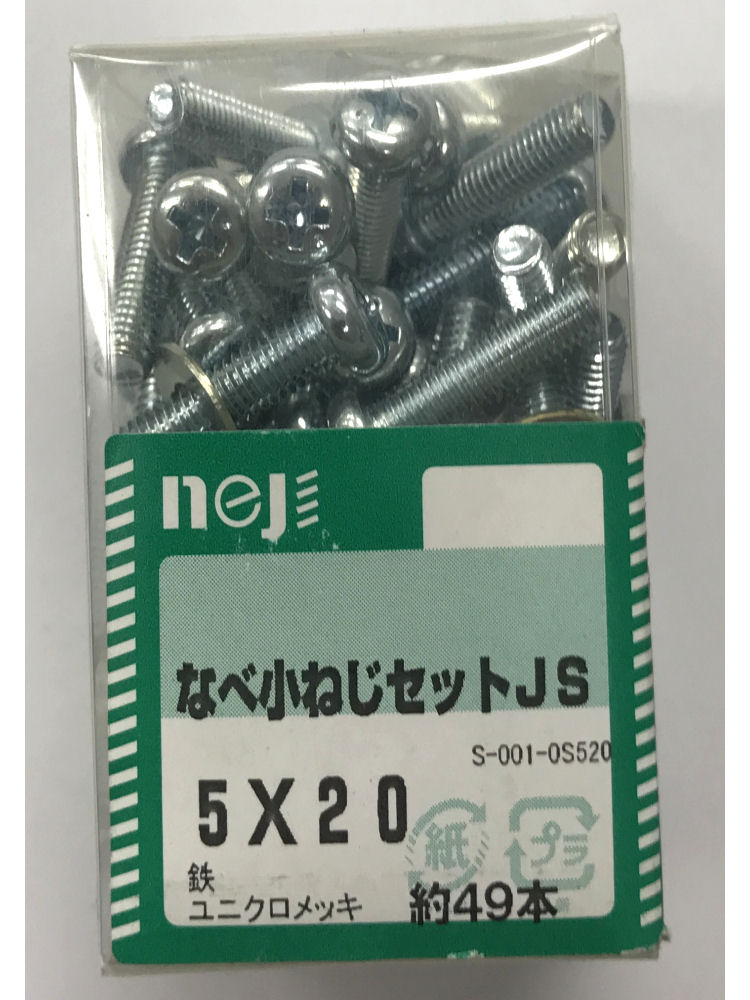 neji
なべ小ねじセットJS
S-001-0S520
5X20
紙 プラ
鉄
ユニクロメッキ 約49本